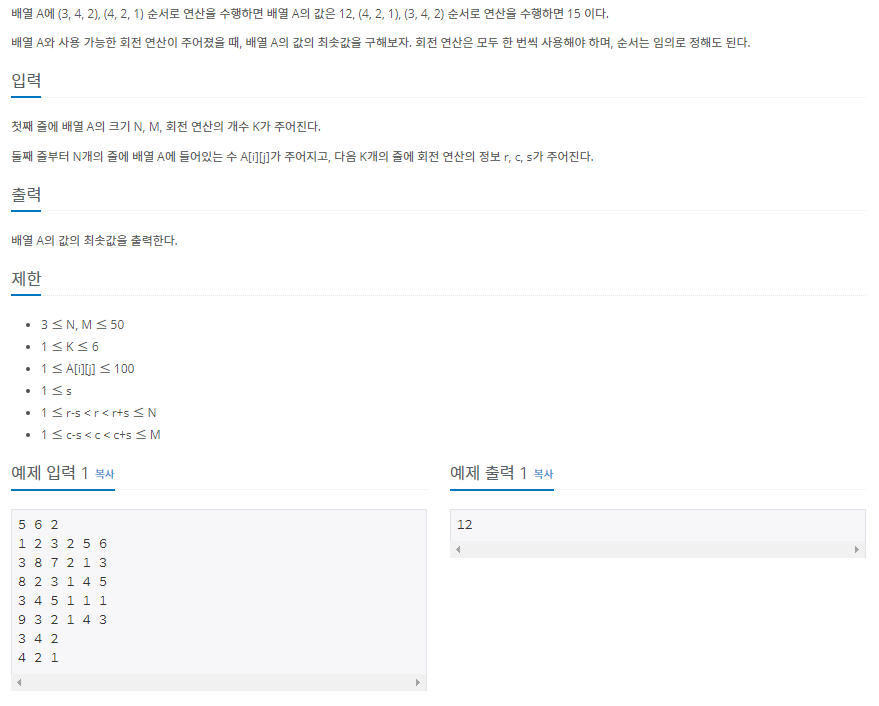 배열 A에 (3, 4, 2), (4, 2, 1) 순서로 연산을 수행하면 배열 A의 값은 12, (4, 2, 1), (3, 4, 2) 순서로 연산을 수행하면 15 이다.
배열 A와 사용 가능한 회전 연산이 주어졌을 때, 배열 A의 값의 최솟값을 구해보자. 회전 연산은 모두 한 번씩 사용해야 하며, 순서는 임의로 정해도 된다.
입력
첫째 줄에 배열 A의 크기 N, M, 회전 연산의 개수 K가 주어진다.
둘째 줄부터 N개의 줄에 배열 A에 들어있는 수 A[i][j]가 주어지고, 다음 K개의 줄에 회전 연산의 정보 r, c, s가 주어진다.
출력
배열 A의 값의 최솟값을 출력한다.
제한
• 3 ≤ N, M ≤ 50
• 1 ≤ K ≤ 6
• 1 ≤ A[i][j] ≤ 100
• 1 ≤ s
• 1 ≤ r-s < r < r+s ≤ N
• 1 ≤ c-s < c < c+s ≤ M
예제 입력 1 복사
5 6 2
1 2 3 2 5 6
3 8 7 2 1 3
8 2 3 1 4 5
3 4 5 1 1 1
9 3 2 1 4 3
3 4 2
4 2 1
예제 출력 1 복사
12